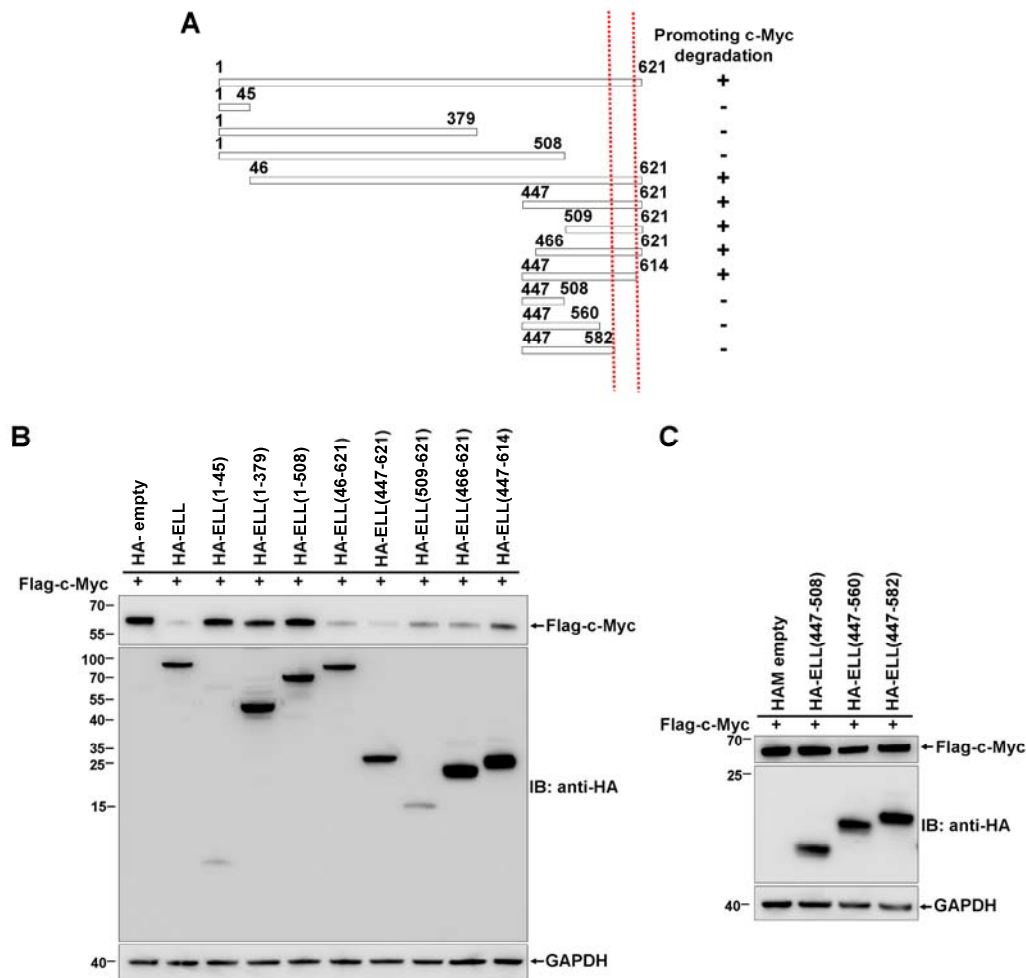 A
Promoting c-Myc
degradation
1 621
+
1 45
-
1 379
-
1 508
-
46 621
+
447 621
+
509 621
+
466 621
+
447 614
+
447 508
-
447 560
-
447 582
-
B
HA- empty
HA-ELL
HA-ELL(1-45)
HA-ELL(1-379)
HA-ELL(1-508)
HA-ELL(46-621)
HA-ELL(447-621)
HA-ELL(509-621)
HA-ELL(466-621)
HA-ELL(447-614)
Flag-c-Myc + + + + + + + + + +
70
55
Flag-c-Myc
100
70
55
40
35
25
15
IB: anti-HA
40
GAPDH
C
HAM empty
HA-ELL(447-508)
HA-ELL(447-560)
HA-ELL(447-582)
Flag-c-Myc + + + +
70
Flag-c-Myc
25
IB: anti-HA
40
GAPDH